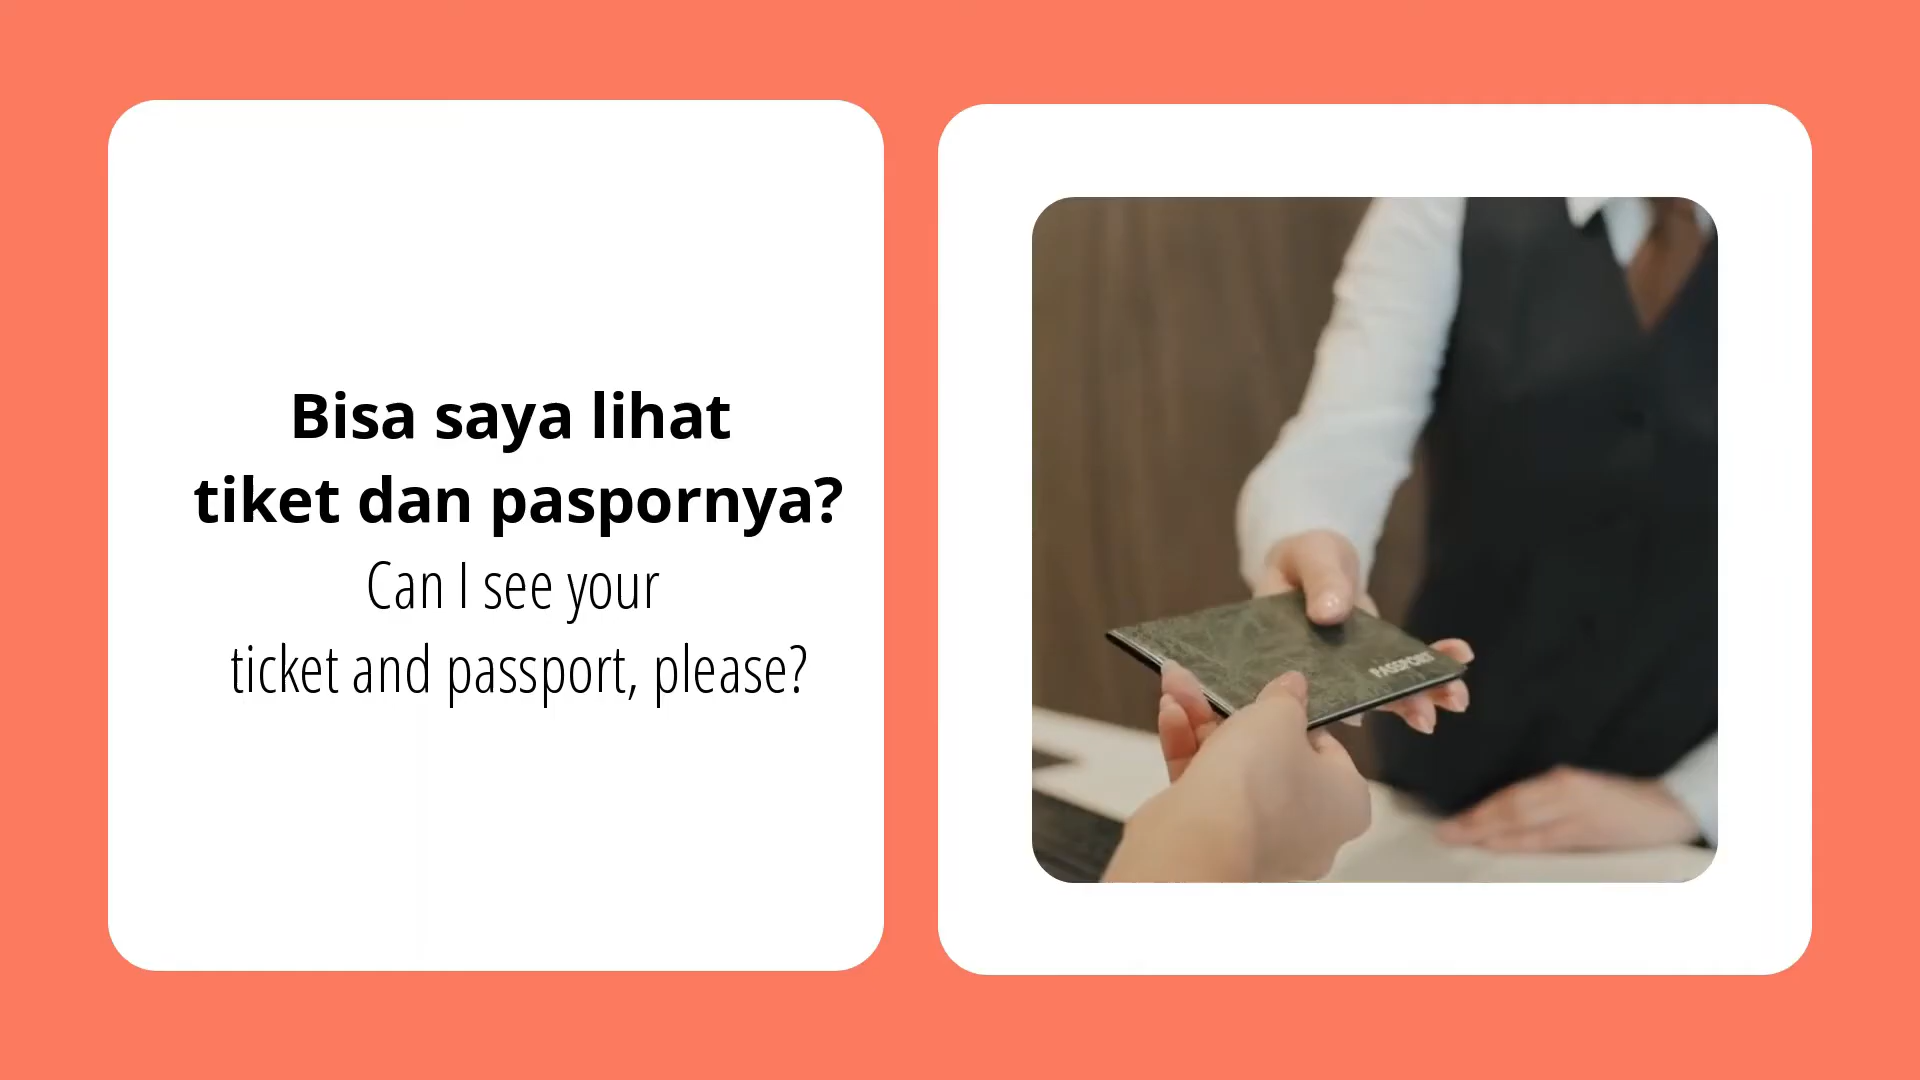 Bisa saya lihat
tiket dan paspornya?
Can I see your
ticket and passport, please?
PASSPORT